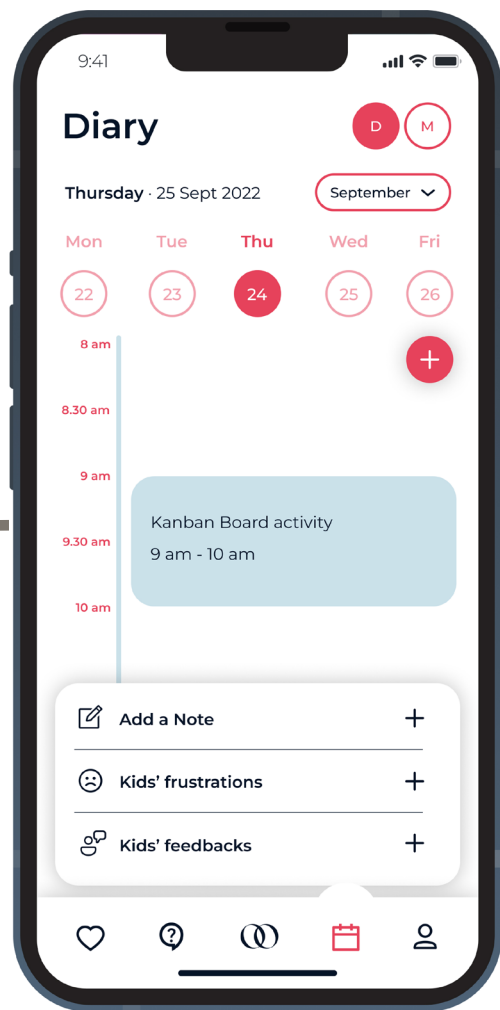 9:41
Diary
D M
Thursday · 25 Sept 2022 September
Mon Tue Thu Wed Fri
22 23 24 25 26
8 am
8.30 am
9 am
Kanban Board activity
9.30 am
9 am - 10 am
10 am
Add a Note
Kids’ frustrations
Kids’ feedbacks